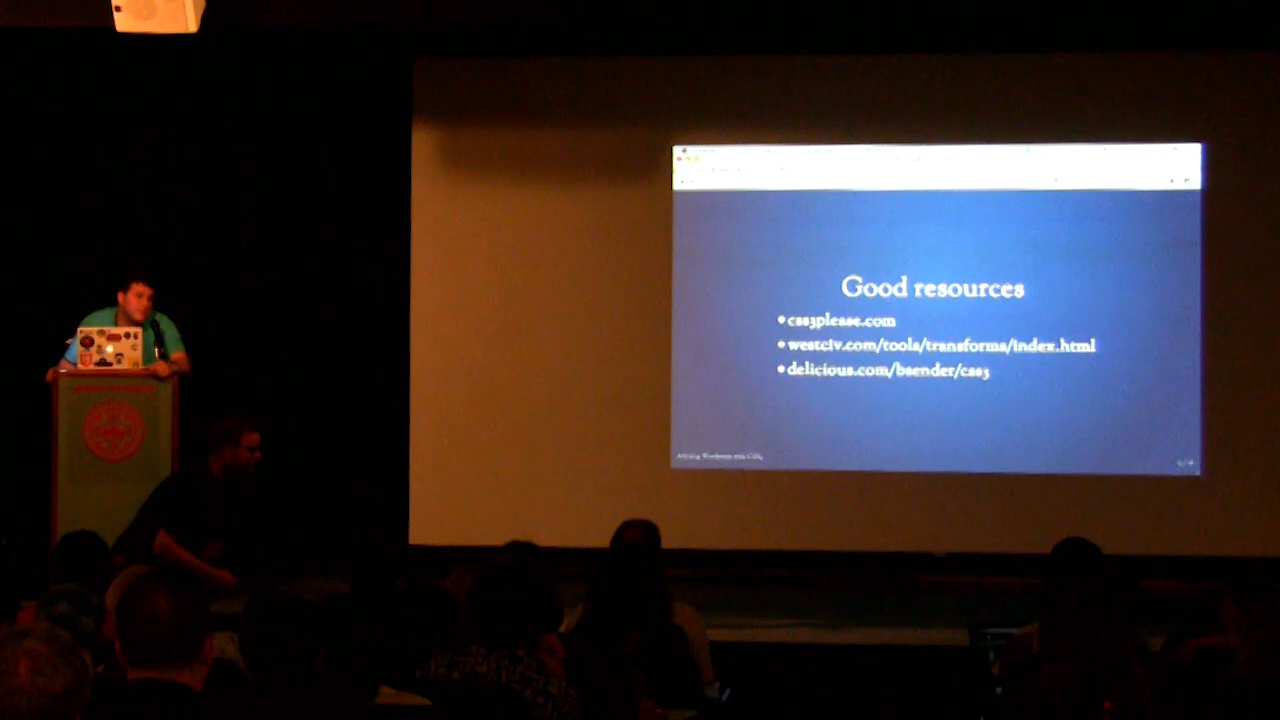 Good resources
• css3please.com
• westciv.com/tools/transforms/index.html
• delicious.com/bsender/css3